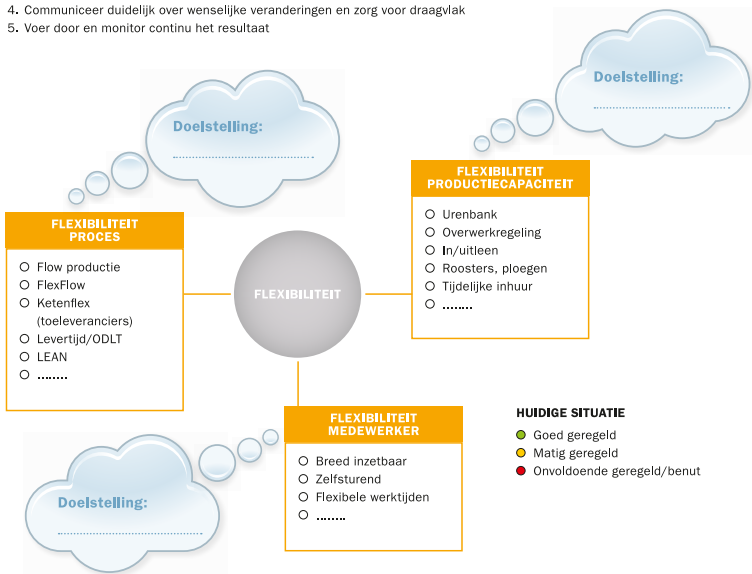 4. Communiceer duidelijk over wenselijke veranderingen en zorg voor draagvlak
5. Voer door en monitor continu het resultaat
Doelstelling:
................................................
Doelstelling:
................................................
FLEXIBILITEIT
PROCES
Flow productie
FlexFlow
Ketenflex
(toeleveranciers)
Levertijd/ODLT
LEAN
........
FLEXIBILITEIT
FLEXIBILITEIT
PRODUCTIECAPACITEIT
Urenbank
Overwerkregeling
In/uitleen
Roosters, ploegen
Tijdelijke inhuur
........
FLEXIBILITEIT
MEDEWERKER
Breed inzetbaar
Zelfsturend
Flexibele werktijden
........
Doelstelling:
................................................
HUIDIGE SITUATIE
Goed geregeld
Matig geregeld
Onvoldoende geregeld/benut